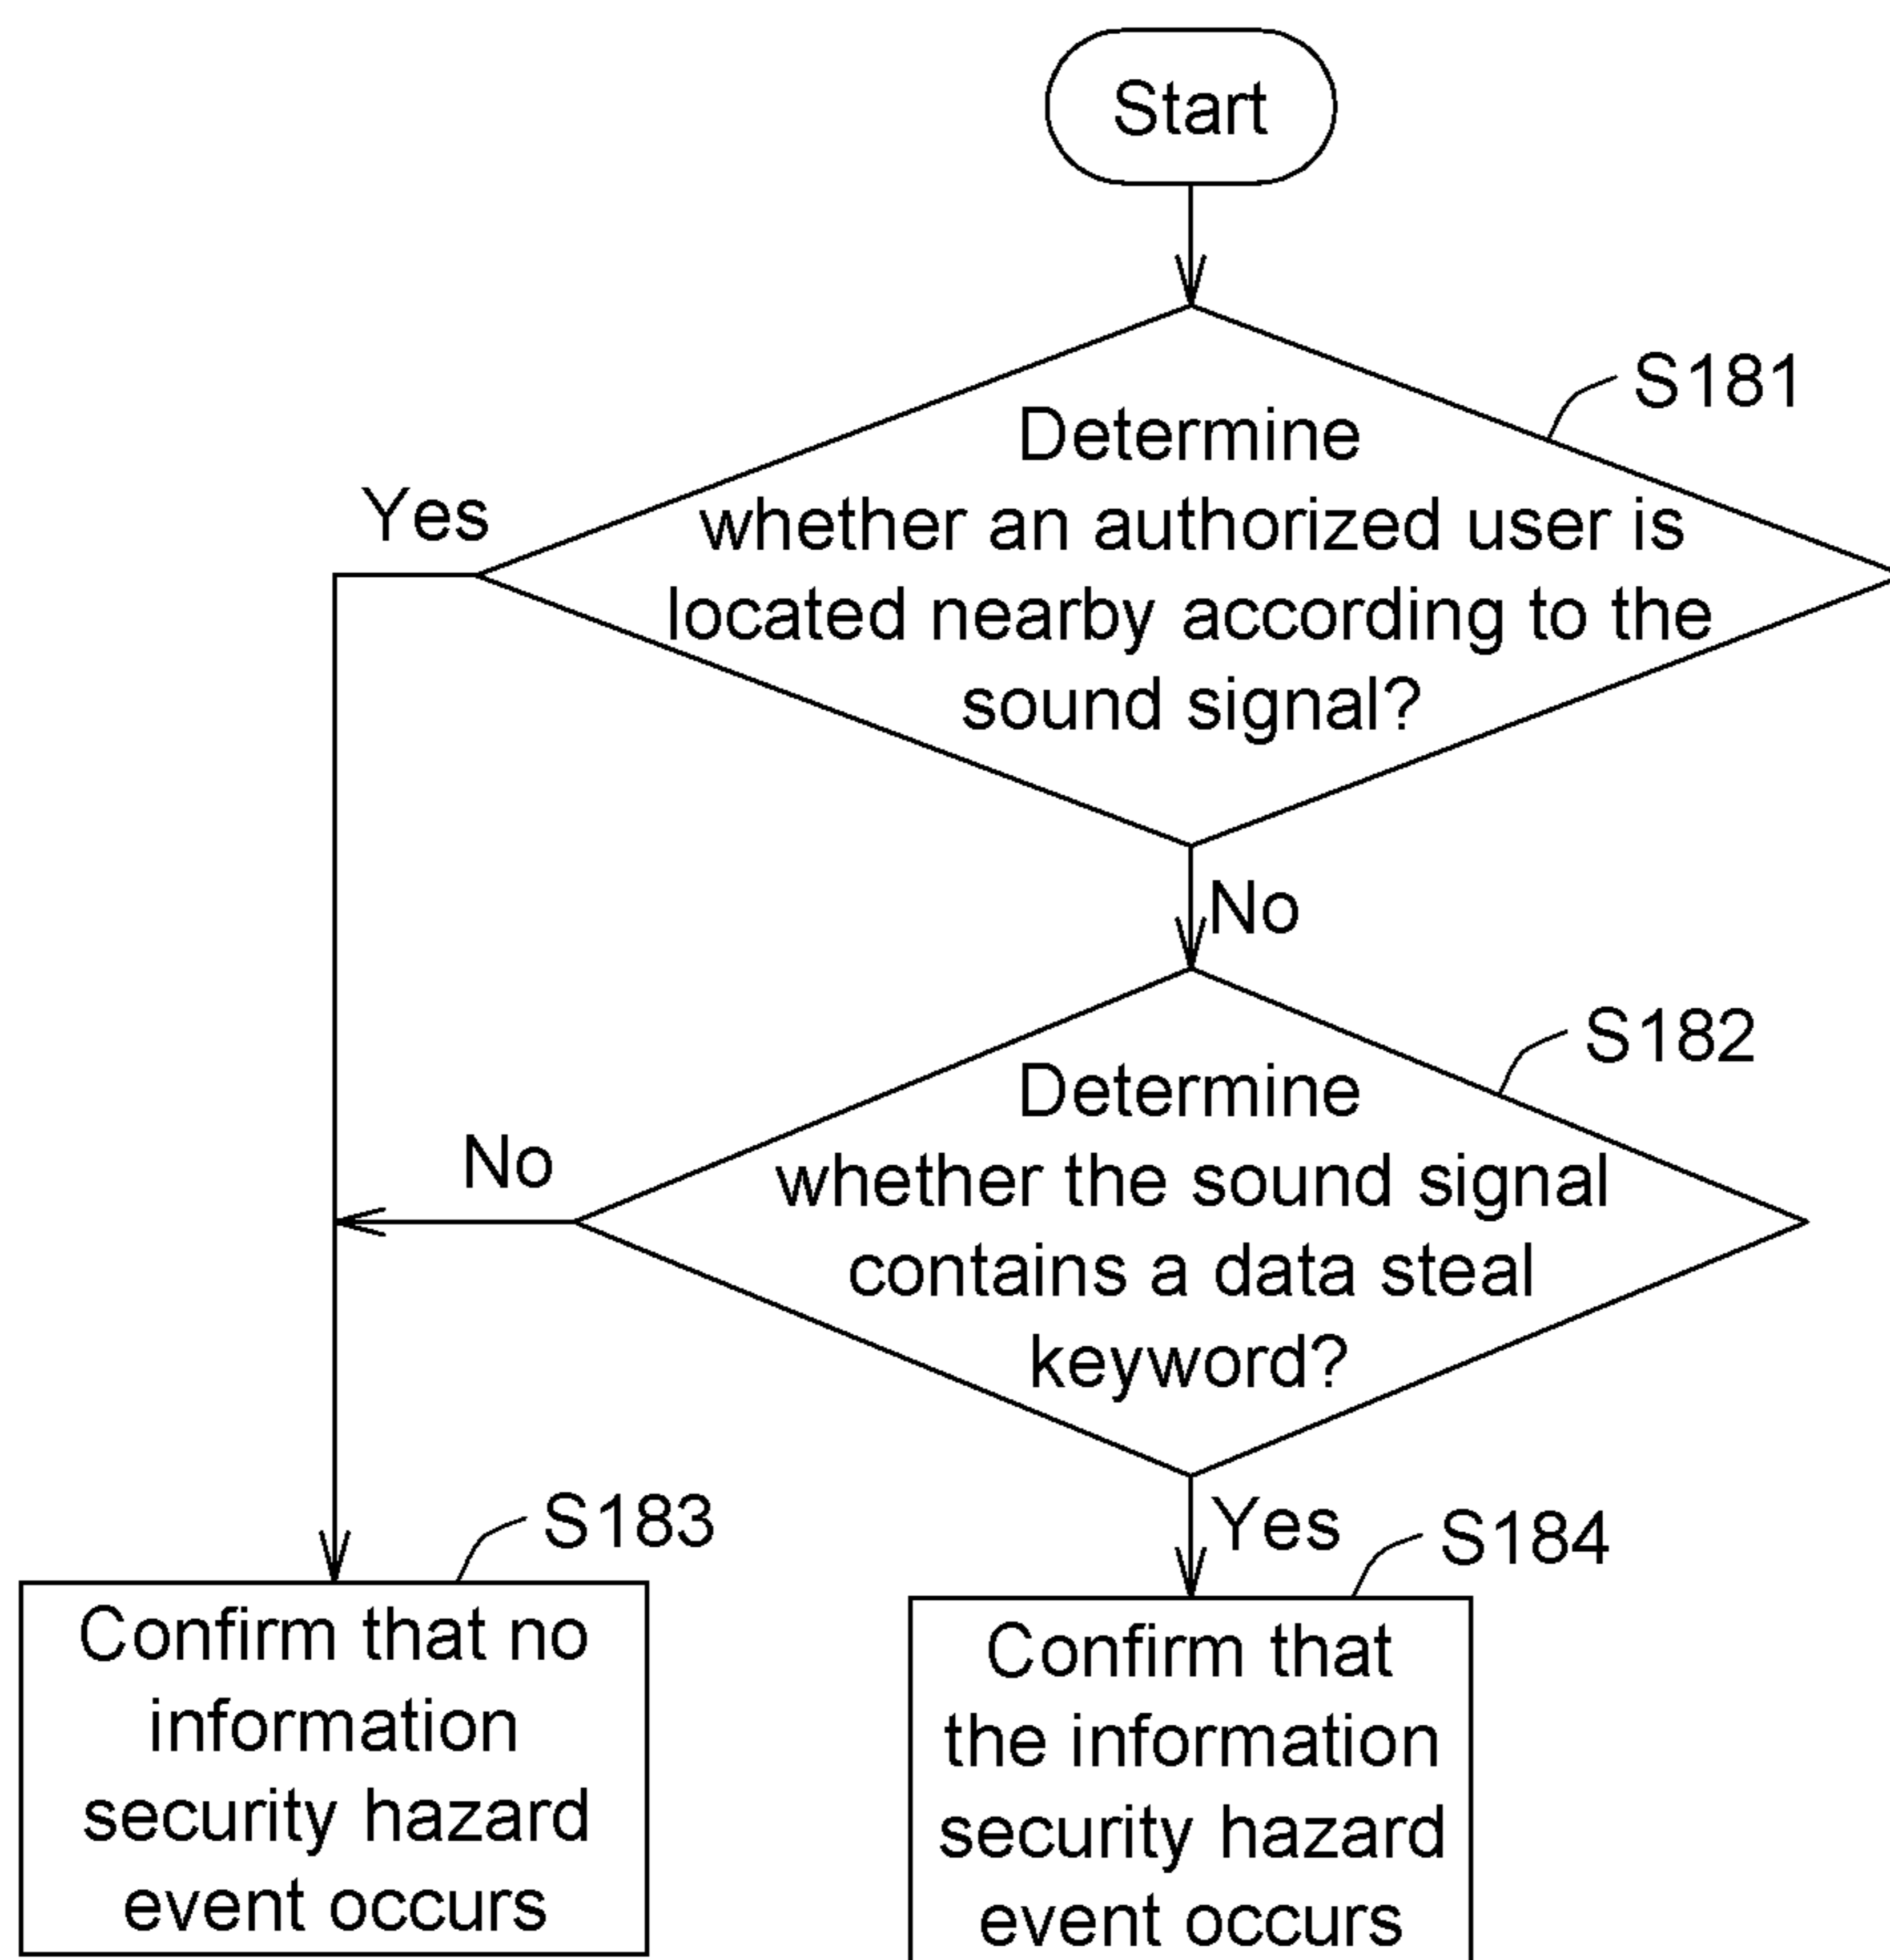 Start
S181
Determine
whether an authorized user is
located nearby according to the
sound signal?
Yes
No
S182
Determine
whether the sound signal
contains a data steal
keyword?
No
Yes
S183
Confirm that no
information
security hazard
event occurs
S184
Confirm that
the information
security hazard
event occurs